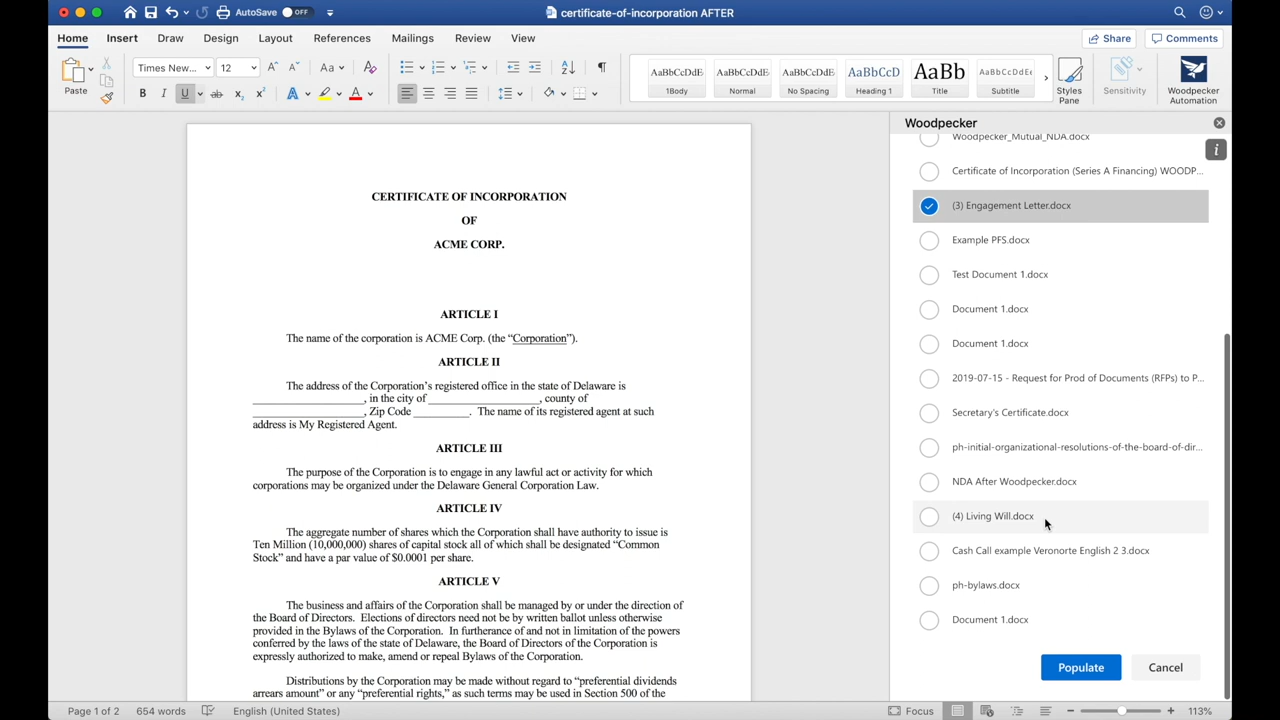 AutoSave OFF
certificate-of-incorporation AFTER
Home Insert Draw Design Layout References Mailings Review View
Share Comments
Paste
Times New... 12
AaBbCcDdE AaBbCcDdE AaBbCcDdE AaBbCcD AaBb AaBbCcDdEe
1Body Normal No Spacing Heading 1 Title Subtitle
Styles Pane
Sensitivity
Woodpecker Automation
CERTIFICATE OF INCORPORATION
OF
ACME CORP.
ARTICLE I
The name of the corporation is ACME Corp. (the “Corporation”).
ARTICLE II
The address of the Corporation’s registered office in the state of Delaware is
____________________, in the city of ____________________, county of
____________________, Zip Code __________. The name of its registered agent at such
address is My Registered Agent.
ARTICLE III
The purpose of the Corporation is to engage in any lawful act or activity for which
corporations may be organized under the Delaware General Corporation Law.
ARTICLE IV
The aggregate number of shares which the Corporation shall have authority to issue is
Ten Million (10,000,000) shares of capital stock all of which shall be designated “Common
Stock” and have a par value of $0.0001 per share.
ARTICLE V
The business and affairs of the Corporation shall be managed by or under the direction of
the Board of Directors. Elections of directors need not be by written ballot unless otherwise
provided in the Bylaws of the Corporation. In furtherance of and not in limitation of the powers
conferred by the laws of the state of Delaware, the Board of Directors of the Corporation is
expressly authorized to make, amend or repeal Bylaws of the Corporation.
Distributions by the Corporation may be made without regard to “preferential dividends
arrears amount” or any “preferential rights,” as such terms may be used in Section 500 of the
Woodpecker
Woodpecker_Mutual_NDA.docx
Certificate of Incorporation (Series A Financing) WOODP...
(3) Engagement Letter.docx
Example PFS.docx
Test Document 1.docx
Document 1.docx
Document 1.docx
2019-07-15 - Request for Prod of Documents (RFPs) to P...
Secretary's Certificate.docx
ph-initial-organizational-resolutions-of-the-board-of-dir...
NDA After Woodpecker.docx
(4) Living Will.docx
Cash Call example Veronorte English 2 3.docx
ph-bylaws.docx
Document 1.docx
Populate Cancel
Page 1 of 2 654 words English (United States) Focus 113%